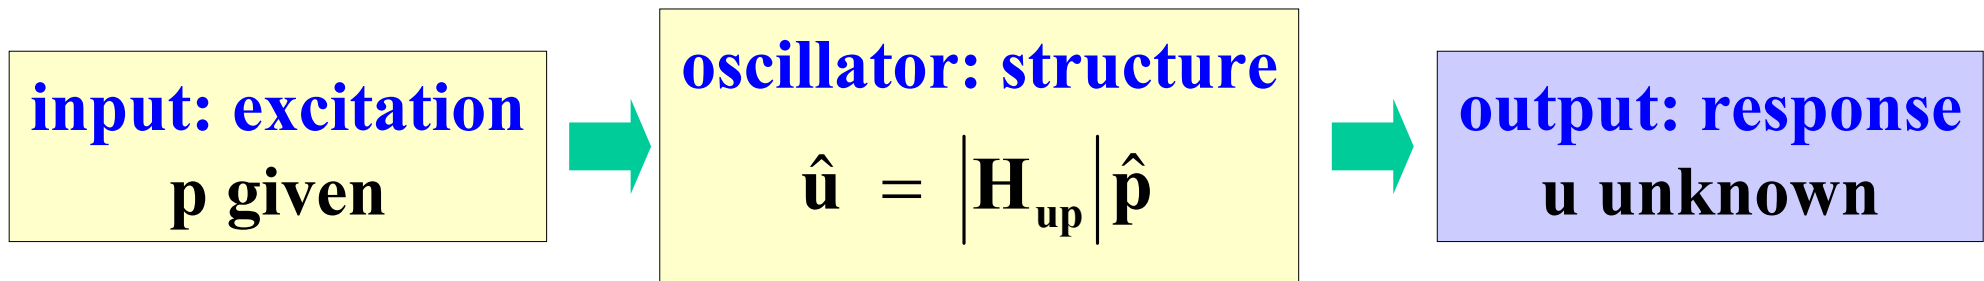 input: excitation
p given
oscillator: structure
û = |H_up| p̂
output: response
u unknown